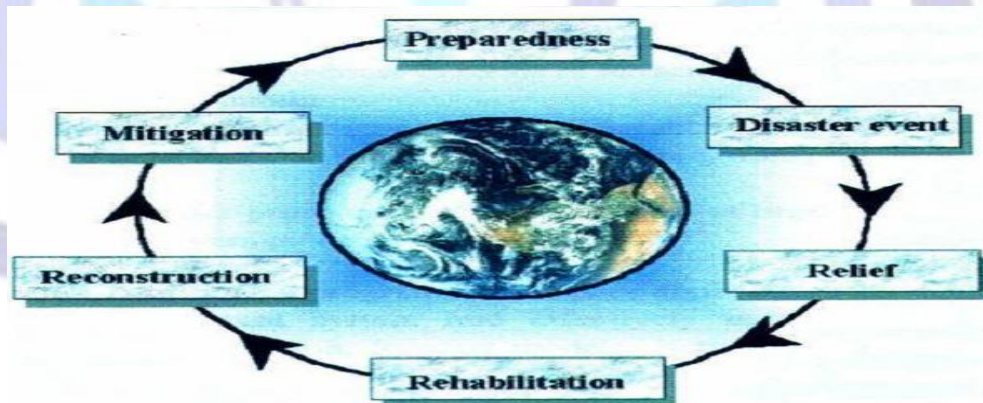 Preparedness
Disaster event
Relief
Rehabilitation
Reconstruction
Mitigation